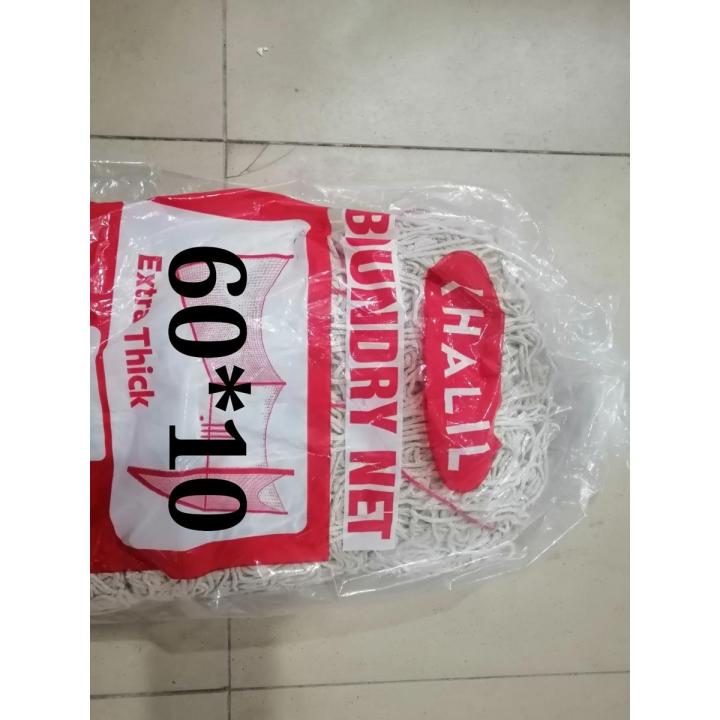 KHALIL
BOUNDRY NET
60*10
Extra Thick